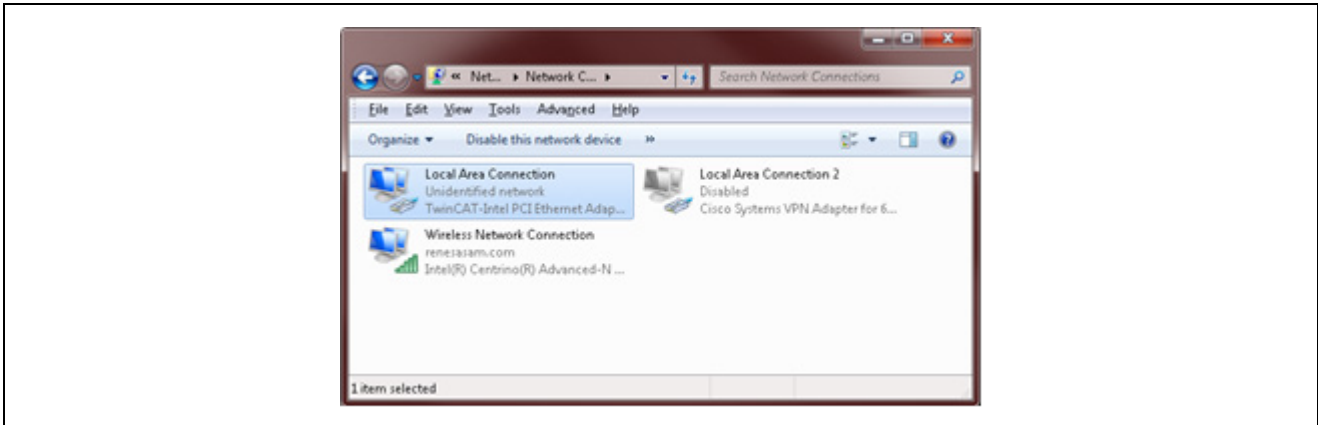 « Net... ▸ Network C... ▸
Search Network Connections
File Edit View Tools Advanced Help
Organize ▾ Disable this network device »
Local Area Connection
Unidentified network
TwinCAT-Intel PCI Ethernet Adap...
Local Area Connection 2
Disabled
Cisco Systems VPN Adapter for 6...
Wireless Network Connection
renesasam.com
Intel(R) Centrino(R) Advanced-N ...
1 item selected